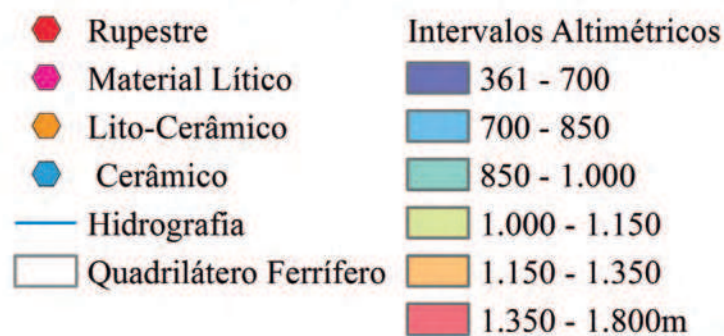 Rupestre
Material Lítico
Lito-Cerâmico
Cerâmico
Hidrografia
Quadrilátero Ferrífero
Intervalos Altimétricos
361 - 700
700 - 850
850 - 1.000
1.000 - 1.150
1.150 - 1.350
1.350 - 1.800m